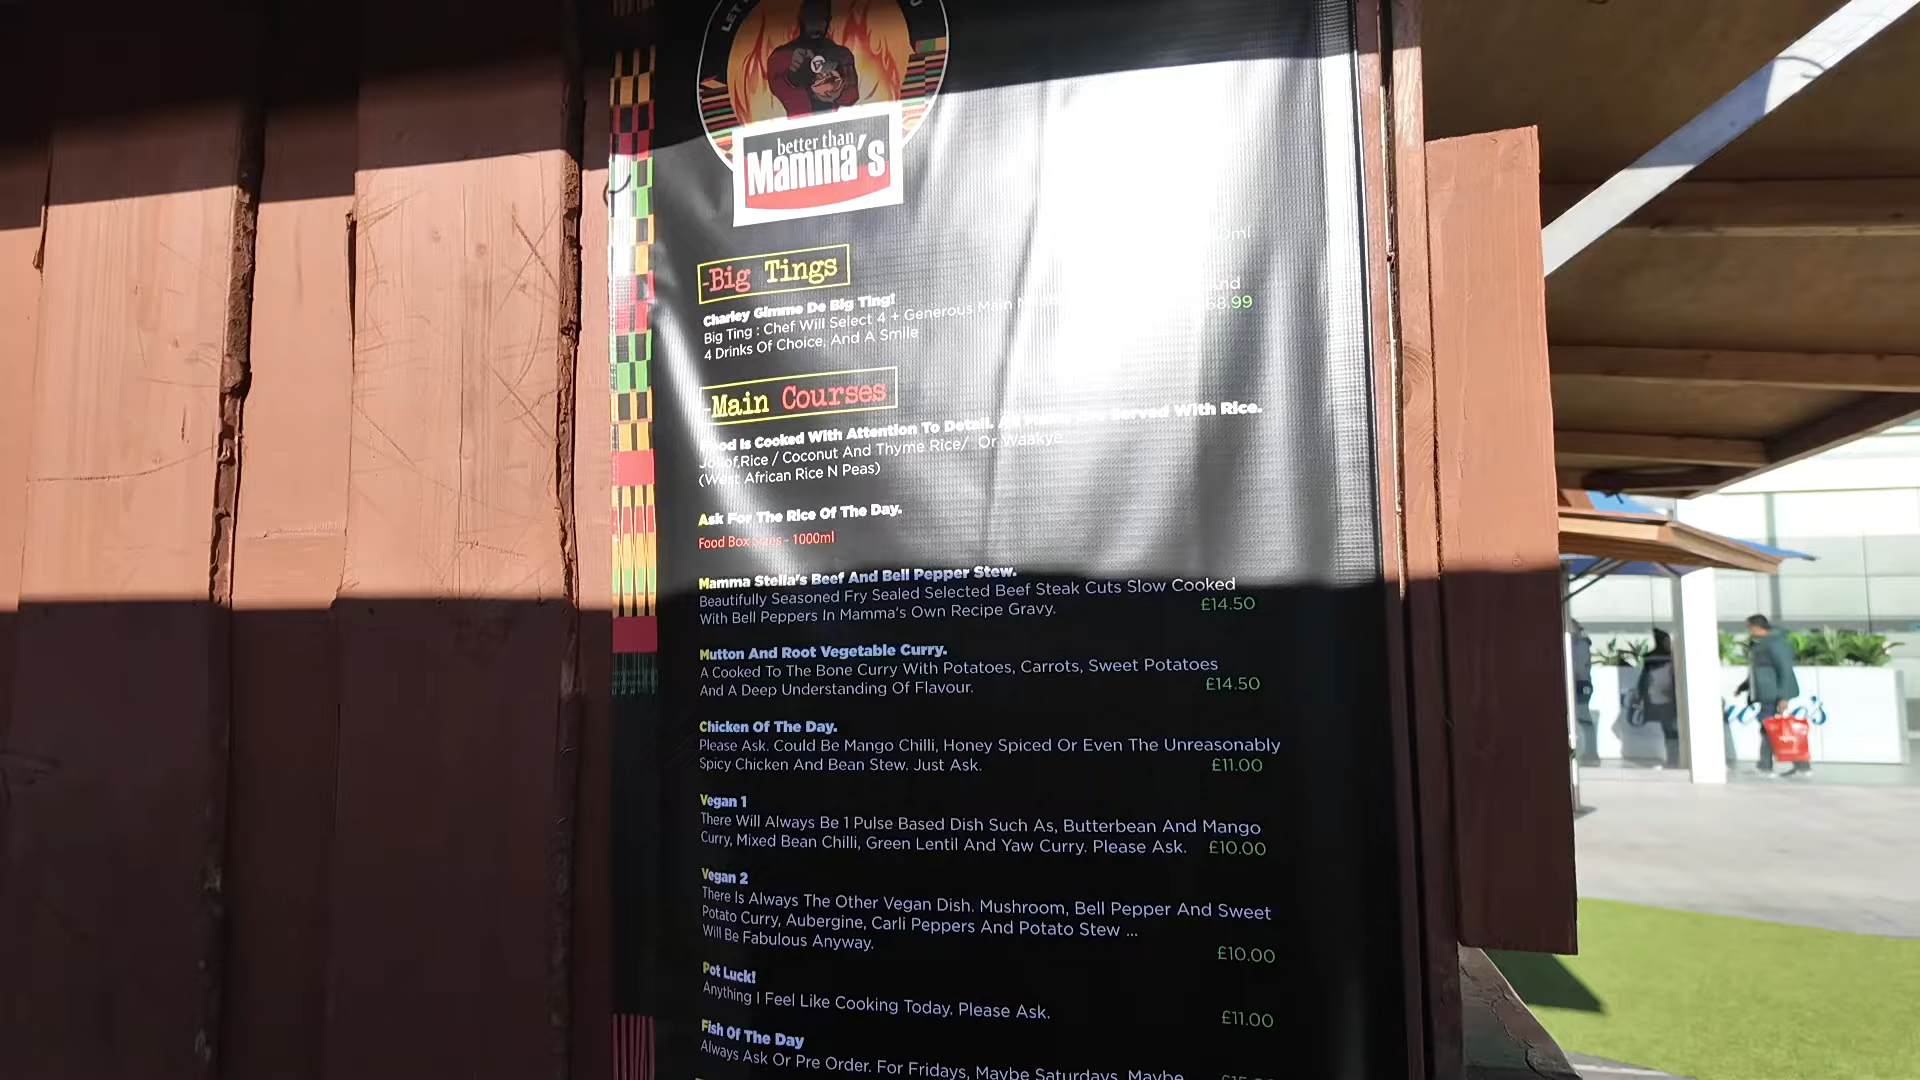 LET
better than
Mamma's
-Big Tings
Charley Gimme De Big Ting!
Big Ting : Chef Will Select 4 + Generous Main
4 Drinks Of Choice, And A Smile
-Main Courses
Food Is Cooked With Attention To Detail. All Served With Rice.
Jollof,Rice / Coconut And Thyme Rice/ Or Waakye
(West African Rice N Peas)
Ask For The Rice Of The Day.
Food Box Sizes - 1000ml
Mamma Stella's Beef And Bell Pepper Stew.
Beautifully Seasoned Fry Sealed Selected Beef Steak Cuts Slow Cooked
With Bell Peppers In Mamma's Own Recipe Gravy. £14.50
Mutton And Root Vegetable Curry.
A Cooked To The Bone Curry With Potatoes, Carrots, Sweet Potatoes
And A Deep Understanding Of Flavour. £14.50
Chicken Of The Day.
Please Ask. Could Be Mango Chilli, Honey Spiced Or Even The Unreasonably
Spicy Chicken And Bean Stew. Just Ask. £11.00
Vegan 1
There Will Always Be 1 Pulse Based Dish Such As, Butterbean And Mango
Curry, Mixed Bean Chilli, Green Lentil And Yaw Curry. Please Ask. £10.00
Vegan 2
There Is Always The Other Vegan Dish. Mushroom, Bell Pepper And Sweet
Potato Curry, Aubergine, Carli Peppers And Potato Stew ...
Will Be Fabulous Anyway. £10.00
Pot Luck!
Anything I Feel Like Cooking Today. Please Ask. £11.00
Fish Of The Day
Always Ask Or Pre Order. For Fridays, Maybe Saturdays, Maybe